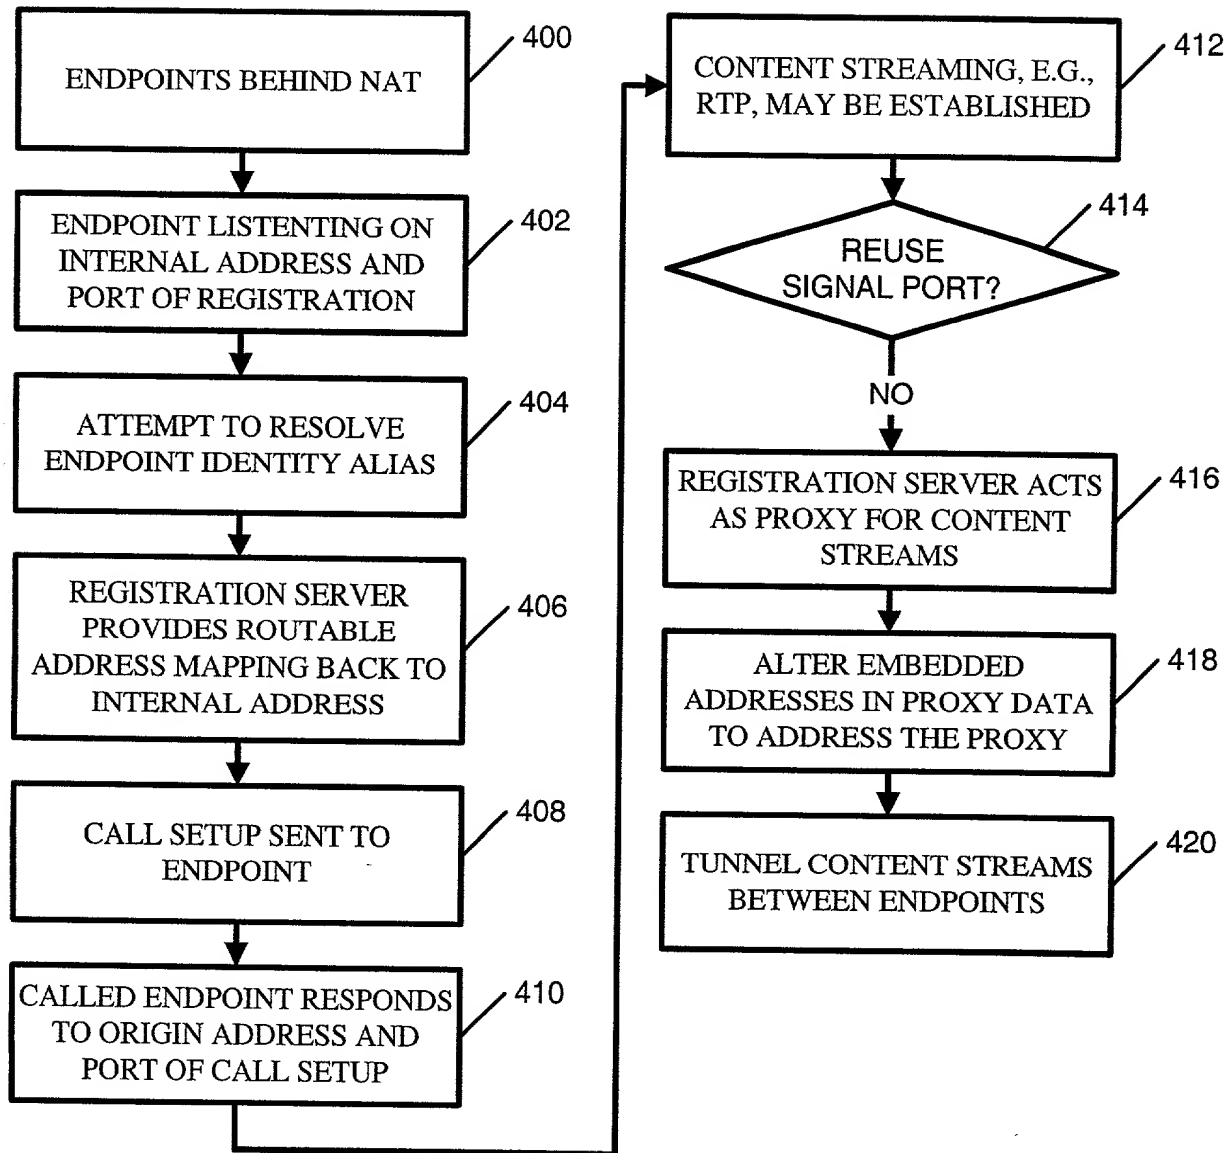 ENDPOINTS BEHIND NAT
400
ENDPOINT LISTENTING ON
INTERNAL ADDRESS AND
PORT OF REGISTRATION
402
ATTEMPT TO RESOLVE
ENDPOINT IDENTITY ALIAS
404
REGISTRATION SERVER
PROVIDES ROUTABLE
ADDRESS MAPPING BACK TO
INTERNAL ADDRESS
406
CALL SETUP SENT TO
ENDPOINT
408
CALLED ENDPOINT RESPONDS
TO ORIGIN ADDRESS AND
PORT OF CALL SETUP
410
CONTENT STREAMING, E.G.,
RTP, MAY BE ESTABLISHED
412
REUSE
SIGNAL PORT?
414
NO
REGISTRATION SERVER ACTS
AS PROXY FOR CONTENT
STREAMS
416
ALTER EMBEDDED
ADDRESSES IN PROXY DATA
TO ADDRESS THE PROXY
418
TUNNEL CONTENT STREAMS
BETWEEN ENDPOINTS
420